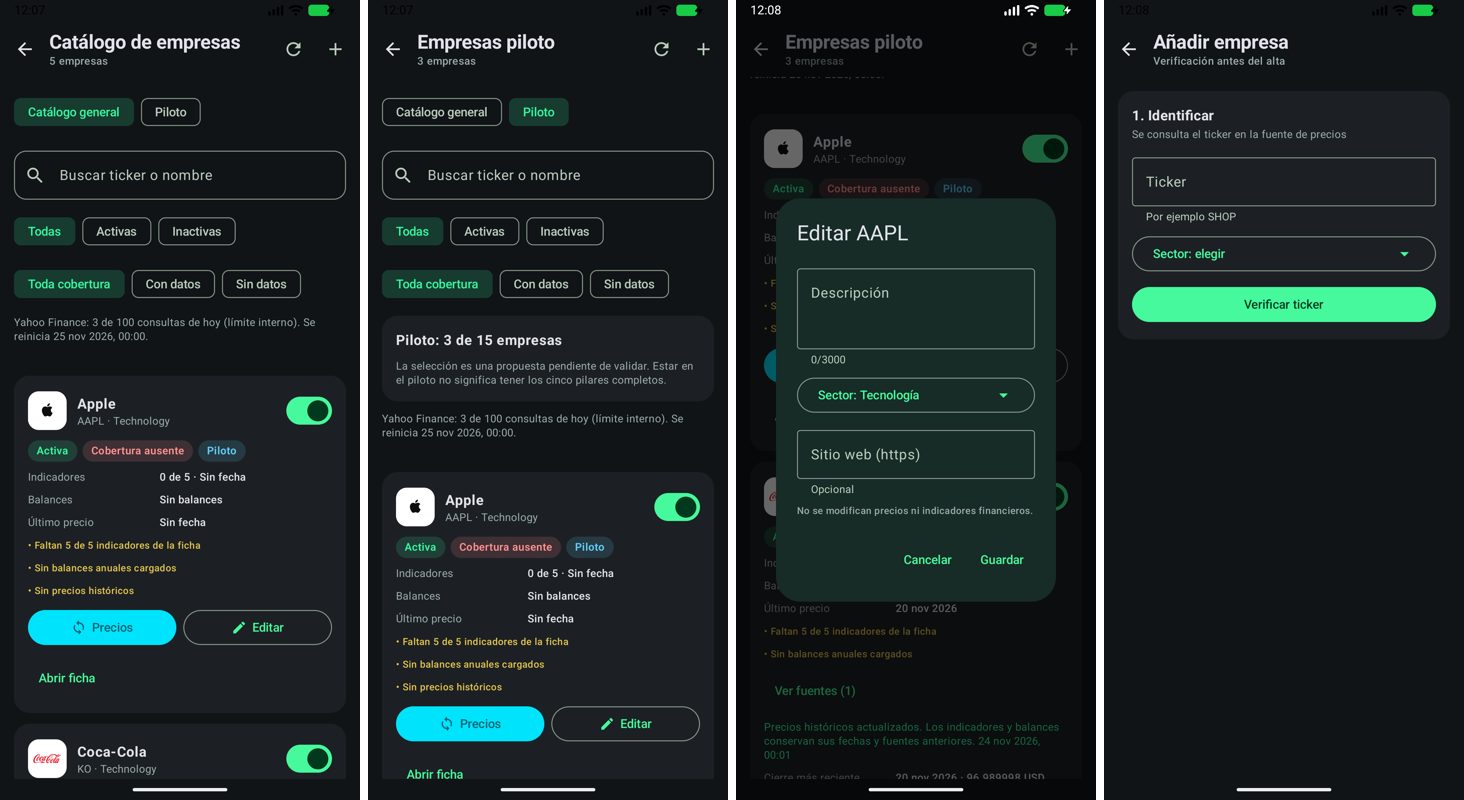 12:07
Catálogo de empresas
5 empresas
Catálogo general
Piloto
Buscar ticker o nombre
Todas
Activas
Inactivas
Toda cobertura
Con datos
Sin datos
Yahoo Finance: 3 de 100 consultas de hoy (límite interno). Se
reinicia 25 nov 2026, 00:00.
Apple
AAPL · Technology
Activa
Cobertura ausente
Piloto
Indicadores 0 de 5 · Sin fecha
Balances Sin balances
Último precio Sin fecha
• Faltan 5 de 5 indicadores de la ficha
• Sin balances anuales cargados
• Sin precios históricos
Precios
Editar
Abrir ficha
Coca-Cola
Coca-Cola
KO · Technology
12:07
Empresas piloto
3 empresas
Catálogo general
Piloto
Buscar ticker o nombre
Todas
Activas
Inactivas
Toda cobertura
Con datos
Sin datos
Piloto: 3 de 15 empresas
La selección es una propuesta pendiente de validar. Estar en
el piloto no significa tener los cinco pilares completos.
Yahoo Finance: 3 de 100 consultas de hoy (límite interno). Se
reinicia 25 nov 2026, 00:00.
Apple
AAPL · Technology
Activa
Cobertura ausente
Piloto
Indicadores 0 de 5 · Sin fecha
Balances Sin balances
Último precio Sin fecha
• Faltan 5 de 5 indicadores de la ficha
• Sin balances anuales cargados
• Sin precios históricos
Precios
Editar
Abrir ficha
12:08
Empresas piloto
3 empresas
Apple
AAPL · Technology
Activa
Cobertura ausente
Piloto
Editar AAPL
Descripción
0/3000
Sector: Tecnología
Sitio web (https)
Opcional
No se modifican precios ni indicadores financieros.
Cancelar
Guardar
Último precio 20 nov 2026
• Faltan 5 de 5 indicadores de la ficha
• Sin balances anuales cargados
Ver fuentes (1)
Precios históricos actualizados. Los indicadores y balances
conservan sus fechas y fuentes anteriores. 24 nov 2026,
00:01
Cierre más reciente 20 nov 2026 · 96.989998 USD
12:08
Añadir empresa
Verificación antes del alta
1. Identificar
Se consulta el ticker en la fuente de precios
Ticker
Por ejemplo SHOP
Sector: elegir
Verificar ticker